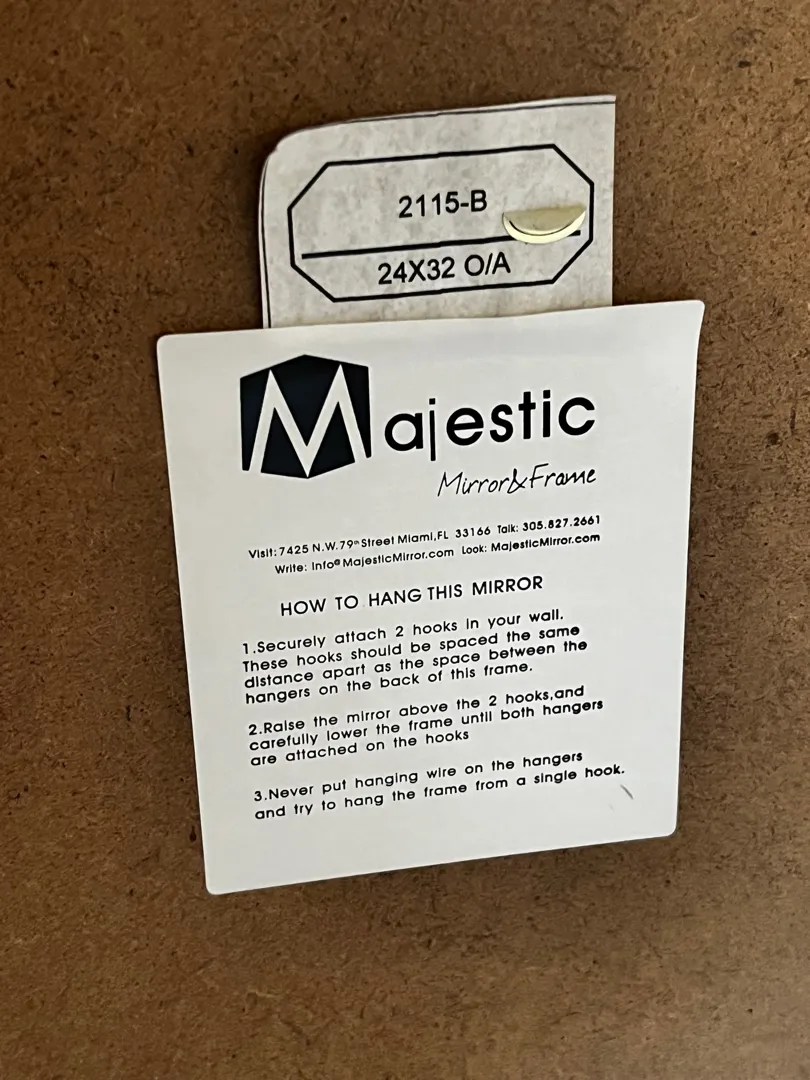 2115-B
24X32 O/A
Majestic
Mirror&Frame
Visit: 7425 N.W.79th Street Miami,FL 33166 Talk: 305.827.2661
Write: Info@MajesticMirror.com Look: MajesticMirror.com
HOW TO HANG THIS MIRROR
1.Securely attach 2 hooks in your wall.
These hooks should be spaced the same
distance apart as the space between the
hangers on the back of this frame.
2.Raise the mirror above the 2 hooks,and
carefully lower the frame until both hangers
are attached on the hooks
3.Never put hanging wire on the hangers
and try to hang the frame from a single hook.